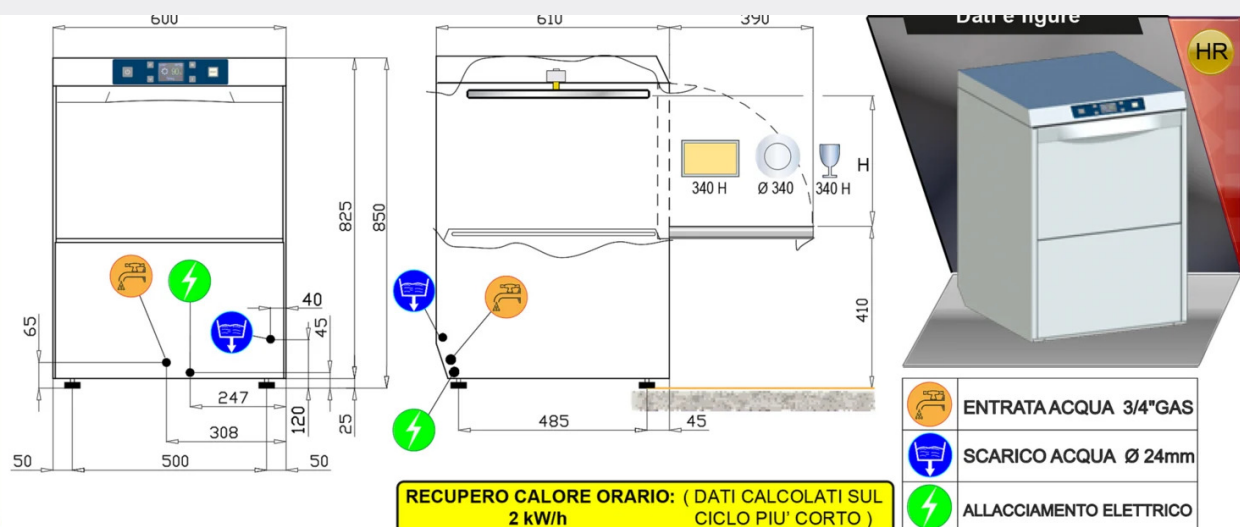 600
610
390
Dati e figure
HR
340 H
Ø 340
340 H
H
825
850
410
40
65
45
247
308
120
25
50
500
50
485
45
ENTRATA ACQUA 3/4"GAS
SCARICO ACQUA Ø 24mm
ALLACCIAMENTO ELETTRICO
RECUPERO CALORE ORARIO: ( DATI CALCOLATI SUL
2 kW/h CICLO PIU' CORTO )